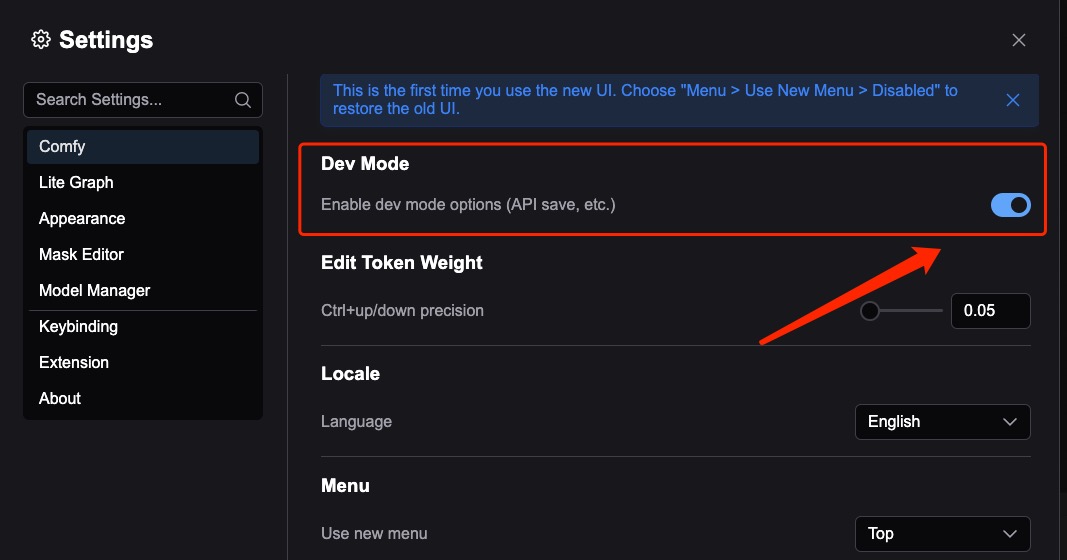 Settings
Search Settings...
Comfy
Lite Graph
Appearance
Mask Editor
Model Manager
Keybinding
Extension
About
This is the first time you use the new UI. Choose "Menu > Use New Menu > Disabled" to
restore the old UI.
Dev Mode
Enable dev mode options (API save, etc.)
Edit Token Weight
Ctrl+up/down precision
0.05
Locale
Language
English
Menu
Use new menu
Top